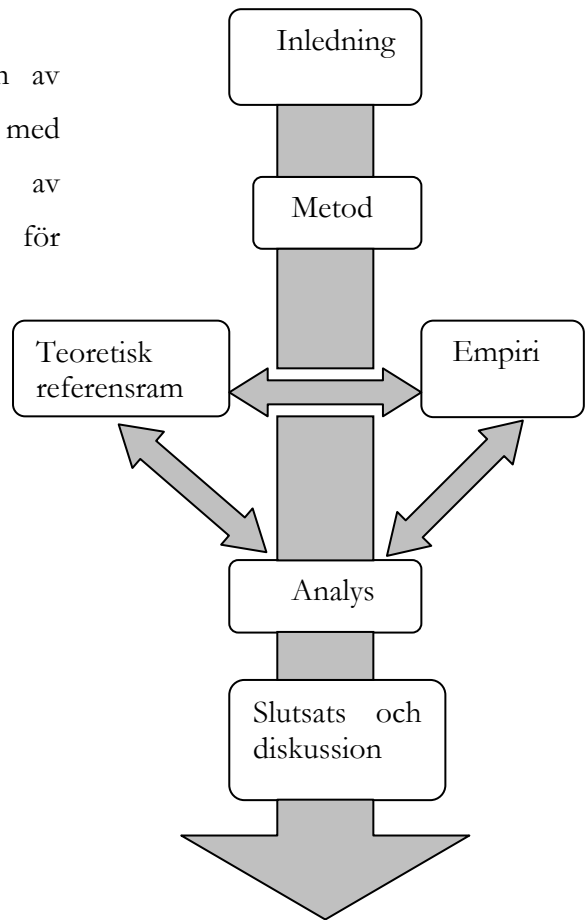 Inledning
av
med
av
för
Metod
Teoretisk
referensram
Empiri
Analys
Slutsats och
diskussion